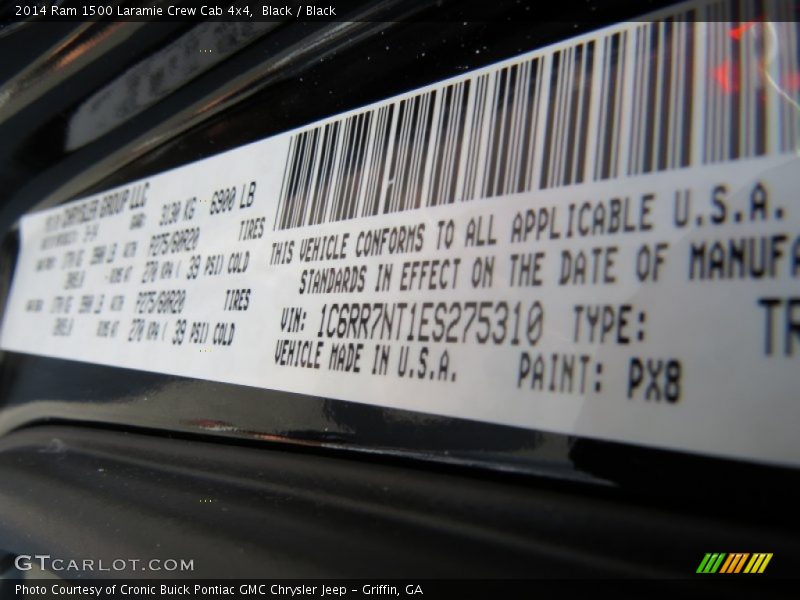 2014 Ram 1500 Laramie Crew Cab 4x4, Black / Black
CHRYSLER GROUP LLC
3130 KG 6900 LB
TIRES
P275/60R20
270 KPA ( 39 PSI) COLD
TIRES
P275/60R20
270 KPA ( 39 PSI) COLD
THIS VEHICLE CONFORMS TO ALL APPLICABLE U.S.A.
STANDARDS IN EFFECT ON THE DATE OF MANUFA
VIN: 1C6RR7NT1ES275310 TYPE: TR
VEHICLE MADE IN U.S.A. PAINT: PX8
GTCARLOT.COM
Photo Courtesy of Cronic Buick Pontiac GMC Chrysler Jeep - Griffin, GA